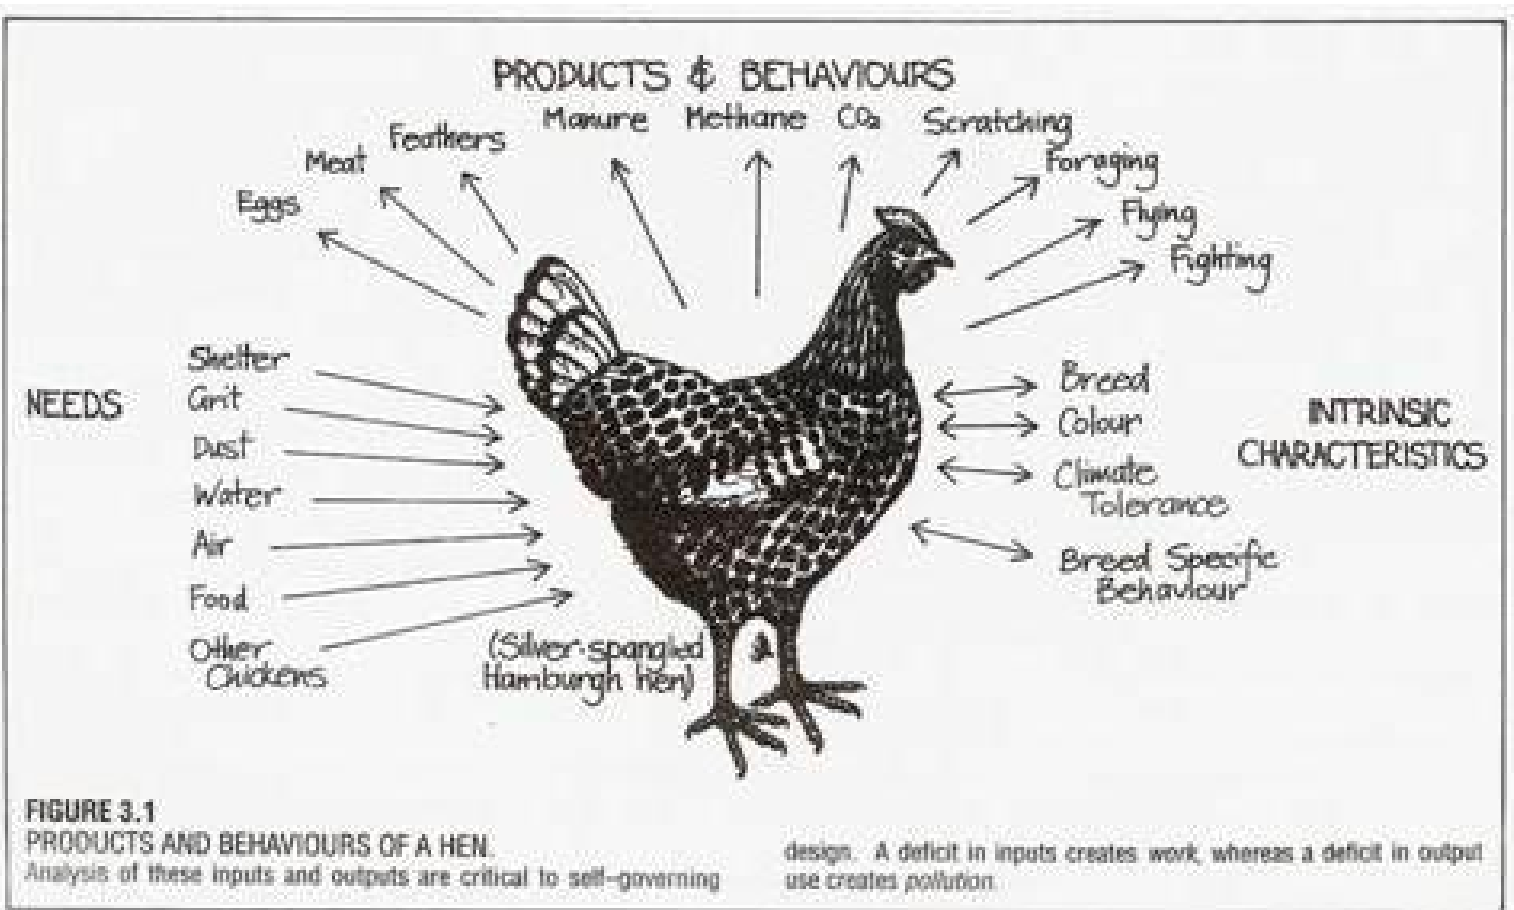 PRODUCTS & BEHAVIOURS
Eggs
Meat
Feathers
Manure
Methane
CO₂
Scratching
Foraging
Flying
Fighting
NEEDS
Shelter
Grit
Dust
Water
Air
Food
Other
Chickens
Breed
Colour
Climate
Tolerance
Breed Specific
Behaviour
INTRINSIC
CHARACTERISTICS
(Silver-spangled
Hamburgh hen)
FIGURE 3.1
PRODUCTS AND BEHAVIOURS OF A HEN.
Analysis of these inputs and outputs are critical to self-governing
design. A deficit in inputs creates work, whereas a deficit in output
use creates pollution.